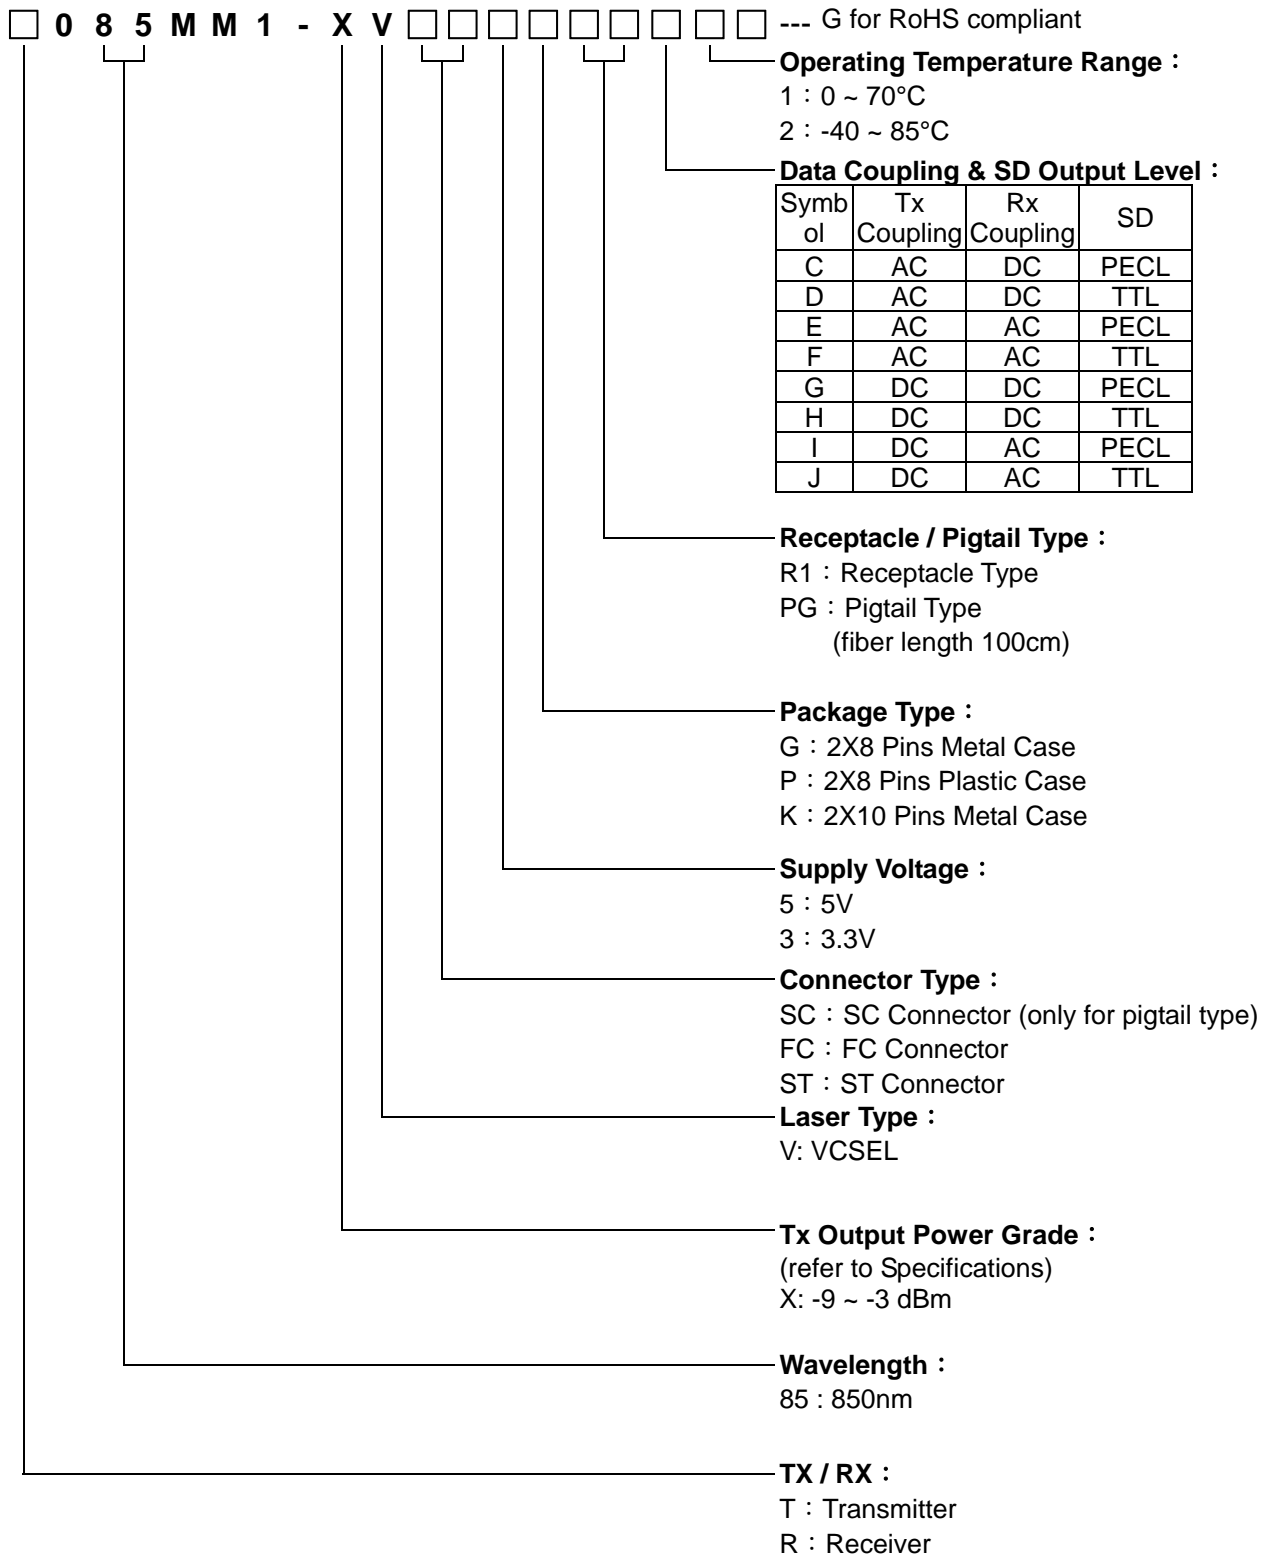 □ 0 8 5 M M 1 - X V □ □ □ □ □ □ □ □ □ --- G for RoHS compliant
Operating Temperature Range：
1：0 ~ 70°C
2：-40 ~ 85°C
Data Coupling & SD Output Level：
Symb ol Tx Coupling Rx Coupling SD
C AC DC PECL
D AC DC TTL
E AC AC PECL
F AC AC TTL
G DC DC PECL
H DC DC TTL
I DC AC PECL
J DC AC TTL
Receptacle / Pigtail Type：
R1：Receptacle Type
PG：Pigtail Type
(fiber length 100cm)
Package Type：
G：2X8 Pins Metal Case
P：2X8 Pins Plastic Case
K：2X10 Pins Metal Case
Supply Voltage：
5：5V
3：3.3V
Connector Type：
SC：SC Connector (only for pigtail type)
FC：FC Connector
ST：ST Connector
Laser Type：
V: VCSEL
Tx Output Power Grade：
(refer to Specifications)
X: -9 ~ -3 dBm
Wavelength：
85 : 850nm
TX / RX：
T：Transmitter
R：Receiver